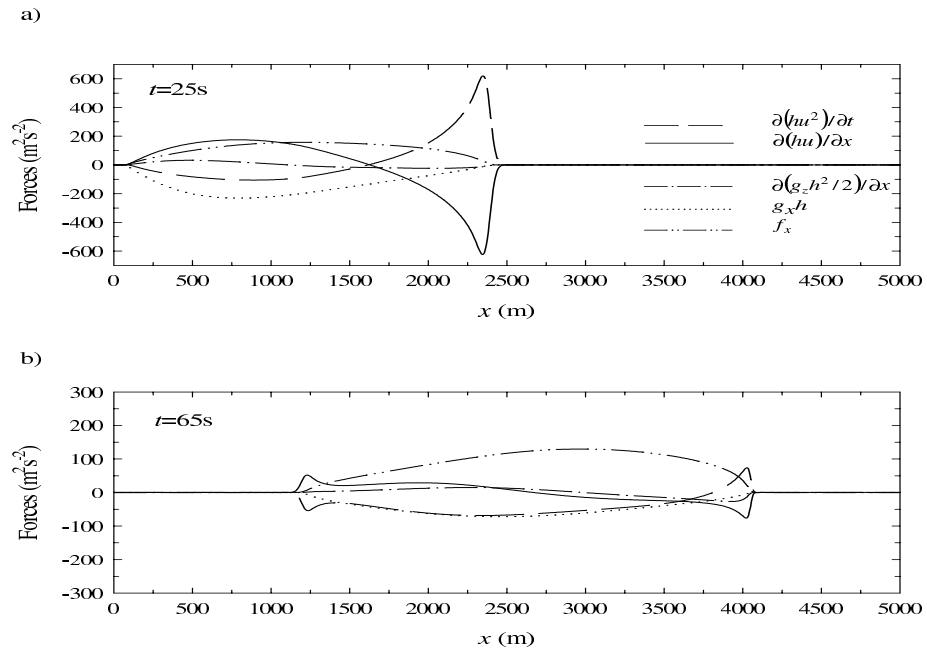 a)
600
400
200
0
-200
-400
-600
Forces (m²s⁻²)
t=25s
∂(hu²)/∂t
∂(hu)/∂x
∂(g_z h²/2)/∂x
g_x h
f_x
0 500 1000 1500 2000 2500 3000 3500 4000 4500 5000
x (m)
b)
300
200
100
0
-100
-200
-300
Forces (m²s⁻²)
t=65s
0 500 1000 1500 2000 2500 3000 3500 4000 4500 5000
x (m)